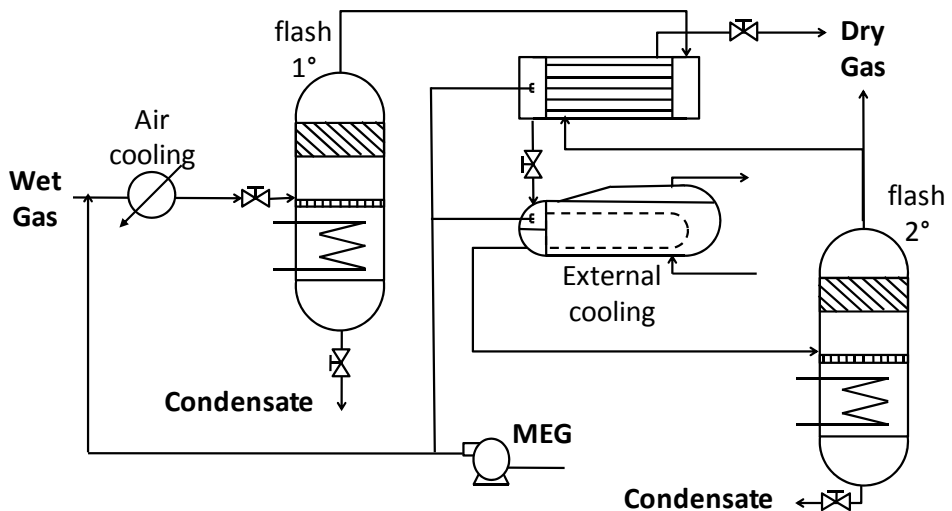 flash
1°
Dry
Gas
Air
cooling
Wet
Gas
flash
2°
External
cooling
Condensate
MEG
Condensate